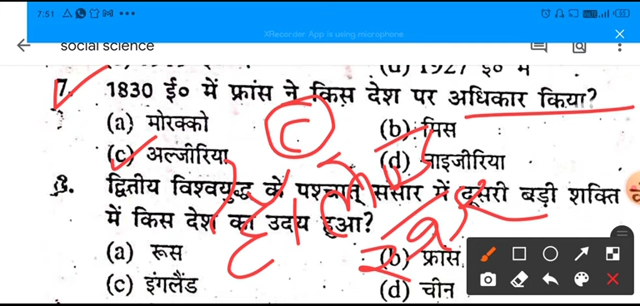 7:51
XRecorder App is using microphone
social science
(d) 1927 ई० में
7. 1830 ई० में फ्रांस ने किस देश पर अधिकार किया?
(a) मोरक्को
(b) मिस
(c) अल्जीरिया
(d) नाइजीरिया
8. द्वितीय विश्वयुद्ध के पश्चात् संसार में दूसरी बड़ी शक्ति के
में किस देश का उदय हुआ?
(a) रूस
(b) फ्रांस
(c) इंगलैंड
(d) चीन
C